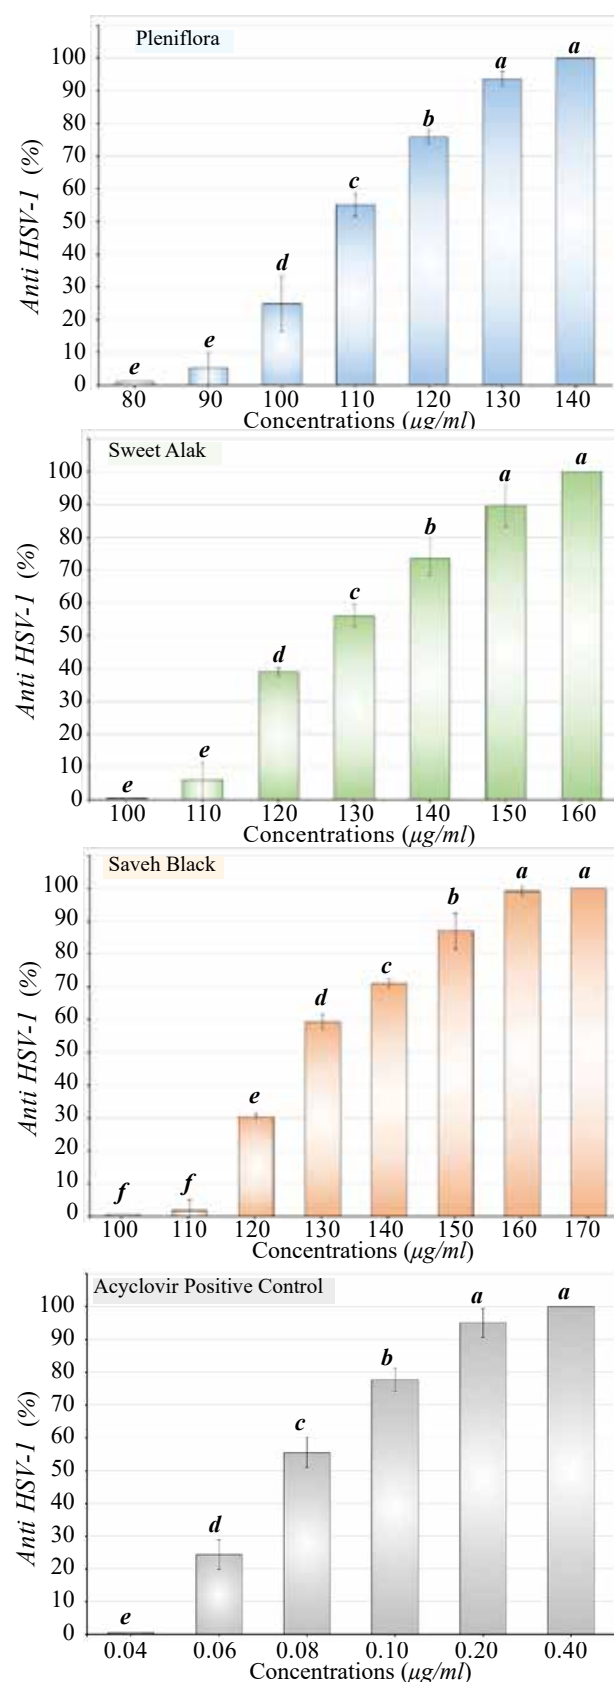 Pleniflora
Anti HSV-1 (%)
100
90
80
70
60
50
40
30
20
10
0
e
e
d
c
b
a
a
80 90 100 110 120 130 140
Concentrations (µg/ml)
Sweet Alak
Anti HSV-1 (%)
100
90
80
70
60
50
40
30
20
10
0
e
e
d
c
b
a
a
100 110 120 130 140 150 160
Concentrations (µg/ml)
Saveh Black
Anti HSV-1 (%)
100
90
80
70
60
50
40
30
20
10
0
f
f
e
d
c
b
a
a
100 110 120 130 140 150 160 170
Concentrations (µg/ml)
Acyclovir Positive Control
Anti HSV-1 (%)
100
90
80
70
60
50
40
30
20
10
0
e
d
c
b
a
a
0.04 0.06 0.08 0.10 0.20 0.40
Concentrations (µg/ml)